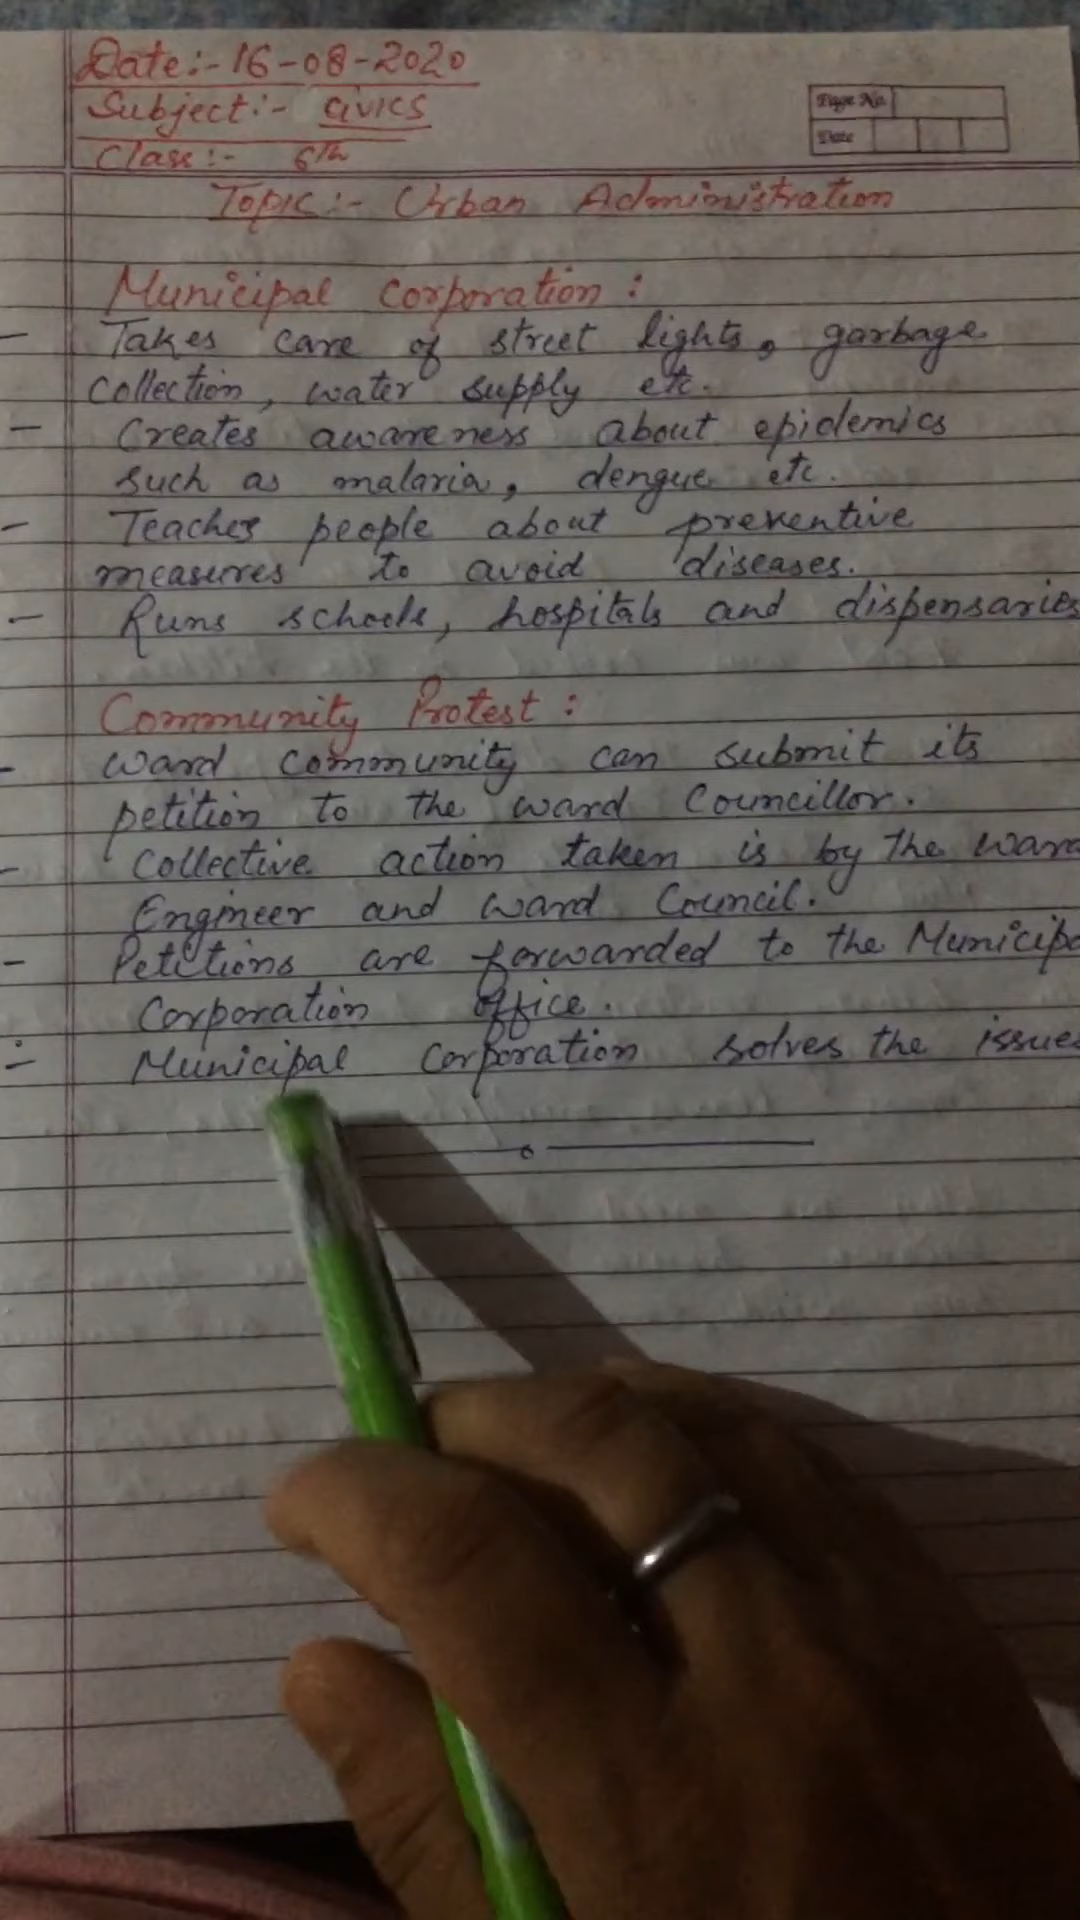 Date:- 16-08-2020
Subject:- Civics
Class:- 6th
Page No.
Date
Topic:- Urban Administration
Municipal Corporation:
- Takes care of street lights, garbage
collection, water supply etc.
- Creates awareness about epidemics
such as malaria, dengue etc.
- Teaches people about preventive
measures to avoid diseases.
- Runs schools, hospitals and dispensaries
Community Protest:
- Ward community can submit its
petition to the ward Councillor.
- Collective action taken is by the ward
Engineer and ward Council.
- Petitions are forwarded to the Municipa
Corporation office.
- Municipal Corporation solves the issues